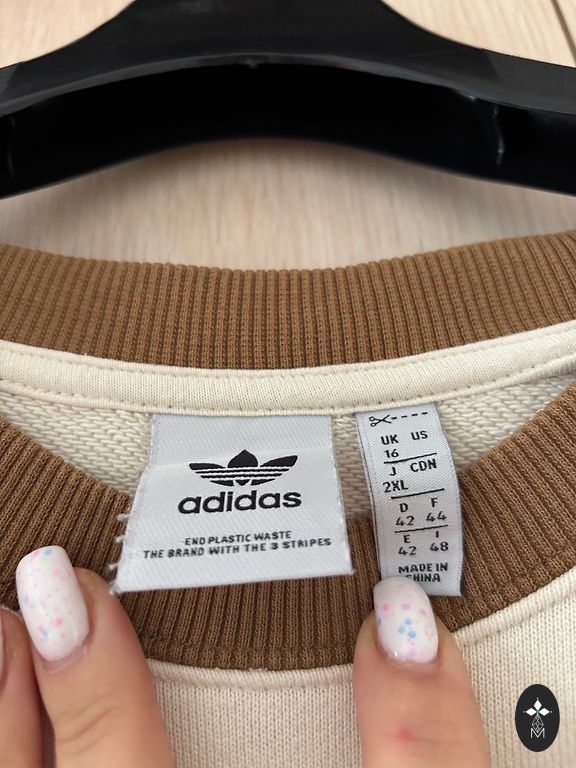 adidas
END PLASTIC WASTE
THE BRAND WITH THE 3 STRIPES
UK US
16
J CDN
2XL
D F
42 44
E I
42 48
MADE IN
CHINA
M